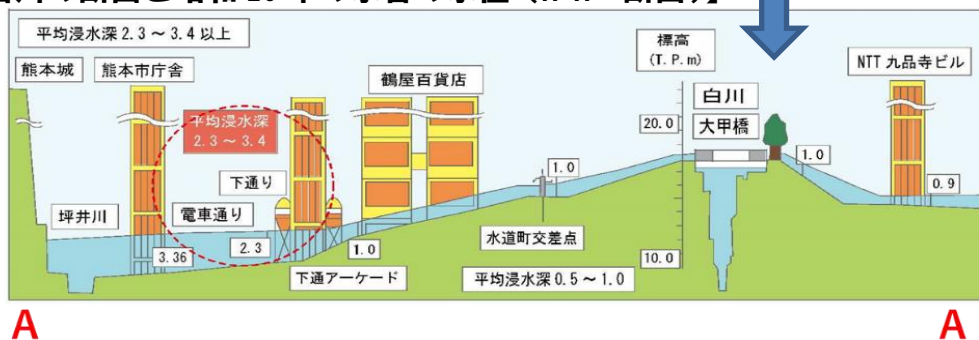 平均浸水深 2.3 ～ 3.4 以上
熊本城
熊本市庁舎
鶴屋百貨店
標高
(T.P.m)
NTT 九品寺ビル
平均浸水深
2.3 ～ 3.4
白川
大甲橋
20.0
下通り
1.0
1.0
0.9
坪井川
電車通り
3.36
2.3
1.0
水道町交差点
下通アーケード
平均浸水深 0.5 ～ 1.0
10.0
A
A